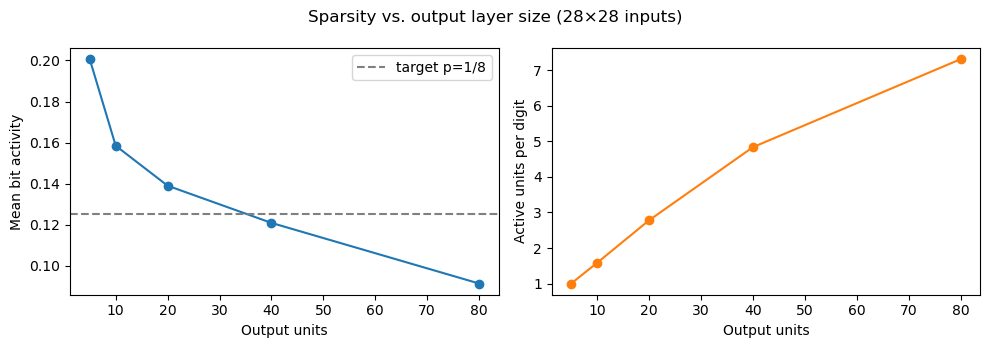 Sparsity vs. output layer size (28×28 inputs)
Mean bit activity
0.20
0.18
0.16
0.14
0.12
0.10
target p=1/8
10 20 30 40 50 60 70 80
Output units
Active units per digit
7
6
5
4
3
2
1
10 20 30 40 50 60 70 80
Output units